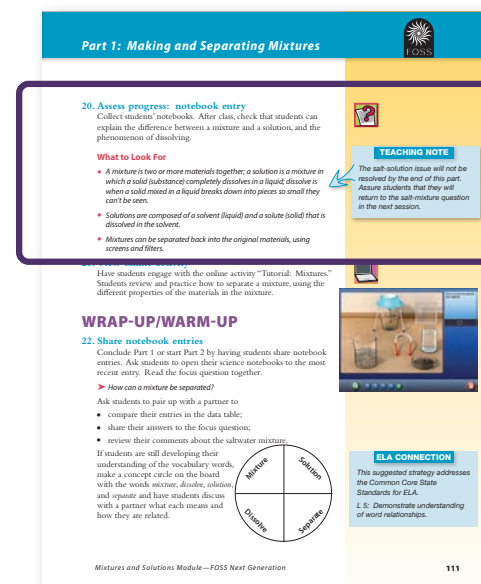 Part 1: Making and Separating Mixtures
FOSS
20. Assess progress: notebook entry
Collect students' notebooks. After class, check that students can
explain the difference between a mixture and a solution, and the
phenomenon of dissolving.
What to Look For
• A mixture is two or more materials together; a solution is a mixture in
which a solid (substance) completely dissolves in a liquid; dissolve is
when a solid mixed in a liquid breaks down into pieces so small they
can't be seen.
• Solutions are composed of a solvent (liquid) and a solute (solid) that is
dissolved in the solvent.
• Mixtures can be separated back into the original materials, using
screens and filters.
TEACHING NOTE
The salt-solution issue will not be
resolved by the end of this part.
Assure students that they will
return to the salt-mixture question
in the next session.
Have students engage with the online activity "Tutorial: Mixtures."
Students review and practice how to separate a mixture, using the
different properties of the materials in the mixture.
WRAP-UP/WARM-UP
22. Share notebook entries
Conclude Part 1 or start Part 2 by having students share notebook
entries. Ask students to open their science notebooks to the most
recent entry. Read the focus question together.
➤ How can a mixture be separated?
Ask students to pair up with a partner to
• compare their entries in the data table;
• share their answers to the focus question;
• review their comments about the saltwater mixture.
If students are still developing their
understanding of the vocabulary words,
make a concept circle on the board
with the words mixture, dissolve, solution,
and separate and have students discuss
with a partner what each means and
how they are related.
Mixture
Solution
Dissolve
Separate
ELA CONNECTION
This suggested strategy addresses
the Common Core State
Standards for ELA.
L 5: Demonstrate understanding
of word relationships.
Mixtures and Solutions Module—FOSS Next Generation
111